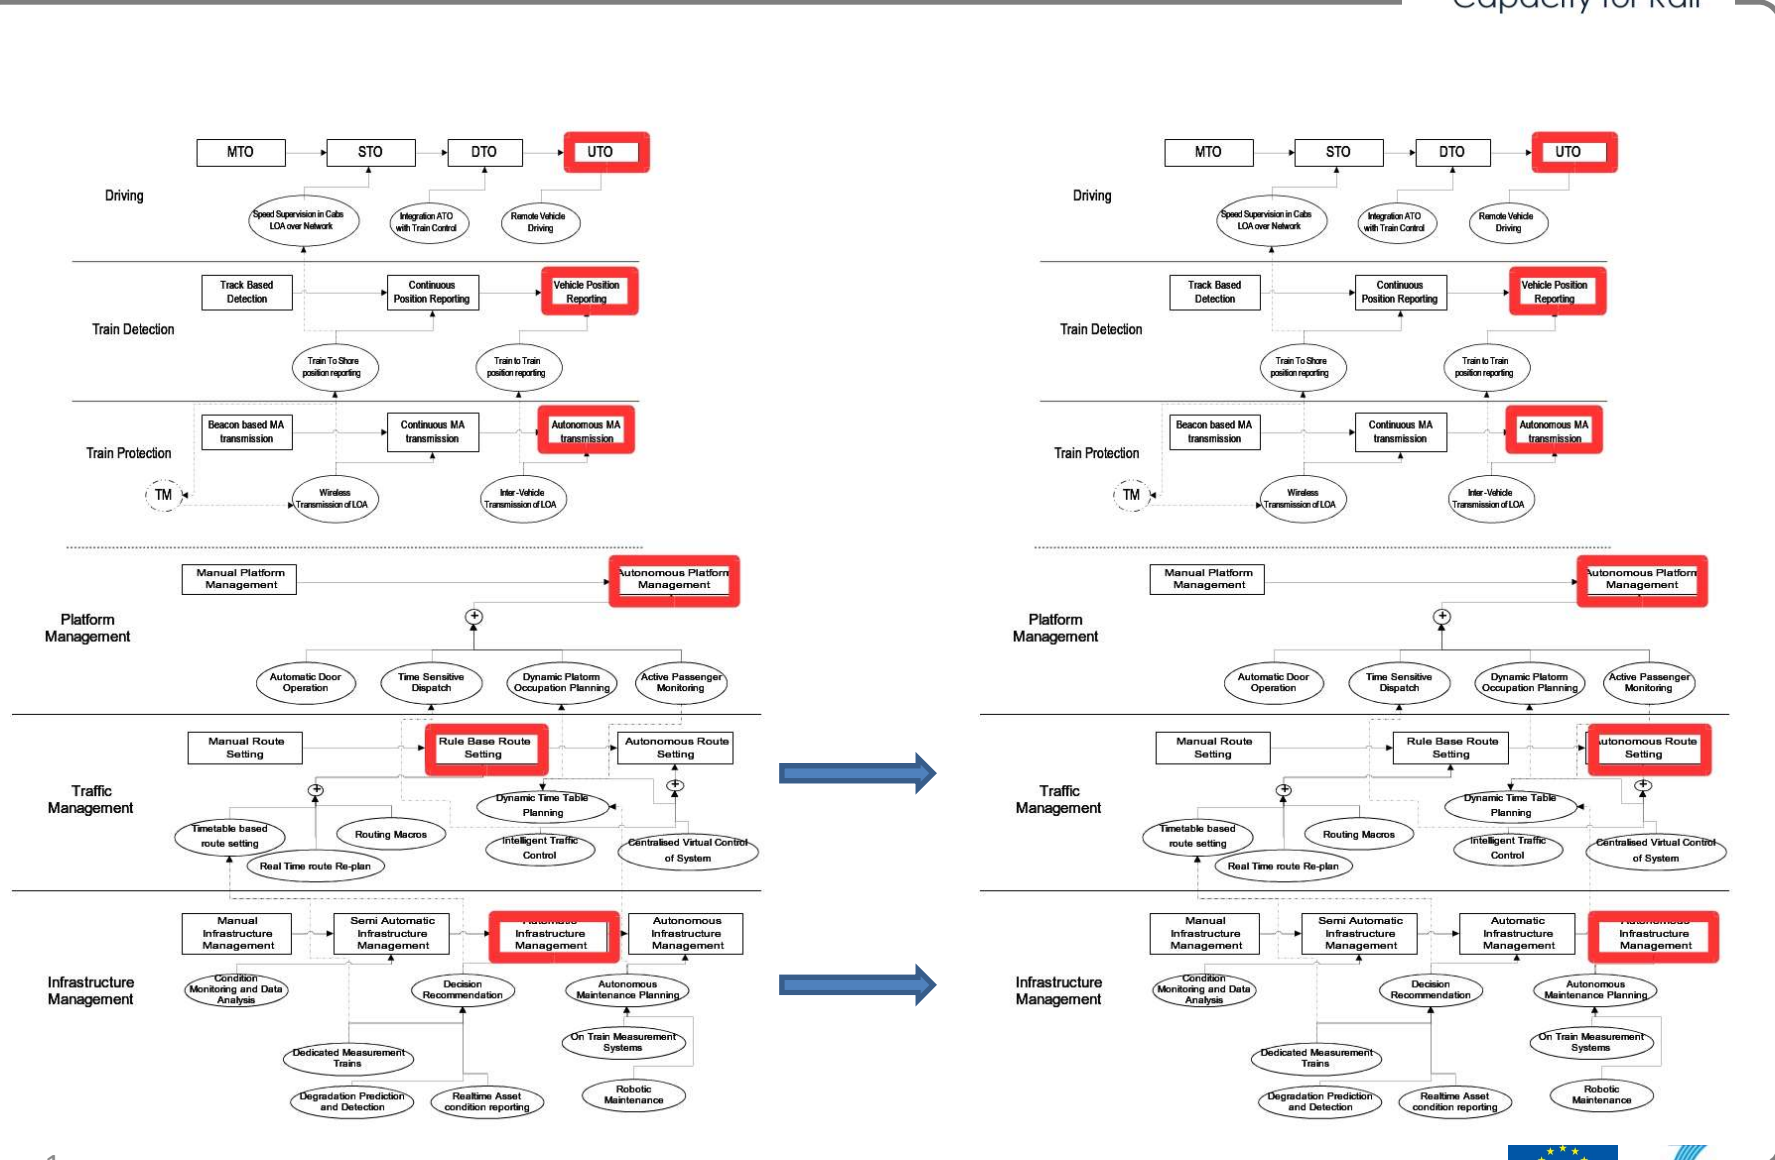 Capacity for Rail
MTO
STO
DTO
UTO
Driving
Speed Supervision in Cabs
LOA over Network
Integration ATO
with Train Control
Remote Vehicle
Driving
Track Based
Detection
Continuous
Position Reporting
Vehicle Position
Reporting
Train Detection
Train To Shore
position reporting
Train to Train
position reporting
Beacon based MA
transmission
Continuous MA
transmission
Autonomous MA
transmission
Train Protection
TM
Wireless
Transmission of LOA
Inter-Vehicle
Transmission of LOA
Manual Platform
Management
Autonomous Platform
Management
+
Platform
Management
Automatic Door
Operation
Time Sensitive
Dispatch
Dynamic Platorm
Occupation Planning
Active Passenger
Monitoring
Manual Route
Setting
Rule Base Route
Setting
Autonomous Route
Setting
+
+
Traffic
Management
Dynamic Time Table
Planning
Timetable based
route setting
Routing Macros
Real Time route Re-plan
Intelligent Traffic
Control
Centralised Virtual Control
of System
Manual
Infrastructure
Management
Semi Automatic
Infrastructure
Management
Automatic
Infrastructure
Management
Autonomous
Infrastructure
Management
Infrastructure
Management
Condition
Monitoring and Data
Analysis
Decision
Recommendation
Autonomous
Maintenance Planning
On Train Measurement
Systems
Dedicated Measurement
Trains
Degradation Prediction
and Detection
Realtime Asset
condition reporting
Robotic
Maintenance
MTO
STO
DTO
UTO
Driving
Speed Supervision in Cabs
LOA over Network
Integration ATO
with Train Control
Remote Vehicle
Driving
Track Based
Detection
Continuous
Position Reporting
Vehicle Position
Reporting
Train Detection
Train To Shore
position reporting
Train to Train
position reporting
Beacon based MA
transmission
Continuous MA
transmission
Autonomous MA
transmission
Train Protection
TM
Wireless
Transmission of LOA
Inter-Vehicle
Transmission of LOA
Manual Platform
Management
Autonomous Platform
Management
+
Platform
Management
Automatic Door
Operation
Time Sensitive
Dispatch
Dynamic Platorm
Occupation Planning
Active Passenger
Monitoring
Manual Route
Setting
Rule Base Route
Setting
Autonomous Route
Setting
+
+
Traffic
Management
Dynamic Time Table
Planning
Timetable based
route setting
Routing Macros
Real Time route Re-plan
Intelligent Traffic
Control
Centralised Virtual Control
of System
Manual
Infrastructure
Management
Semi Automatic
Infrastructure
Management
Automatic
Infrastructure
Management
Autonomous
Infrastructure
Management
Infrastructure
Management
Condition
Monitoring and Data
Analysis
Decision
Recommendation
Autonomous
Maintenance Planning
On Train Measurement
Systems
Dedicated Measurement
Trains
Degradation Prediction
and Detection
Realtime Asset
condition reporting
Robotic
Maintenance